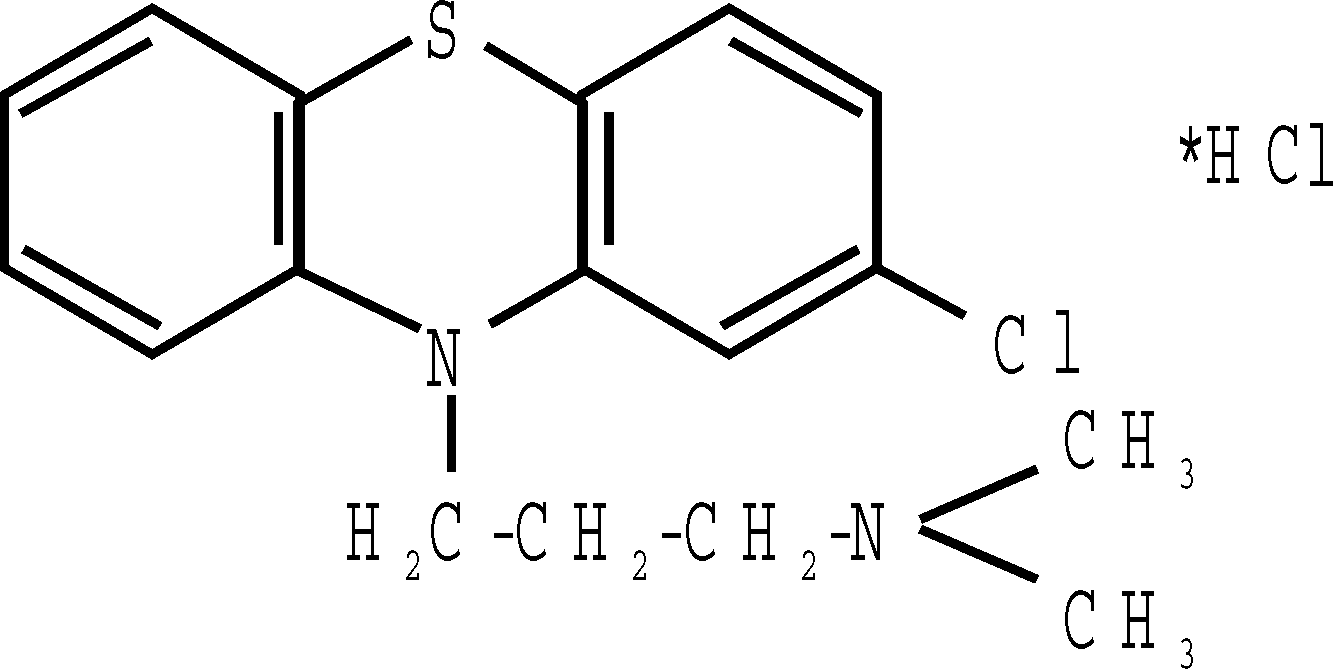 S
*HCl
N
Cl
CH₃
H₂C-CH₂-CH₂-N
CH₃